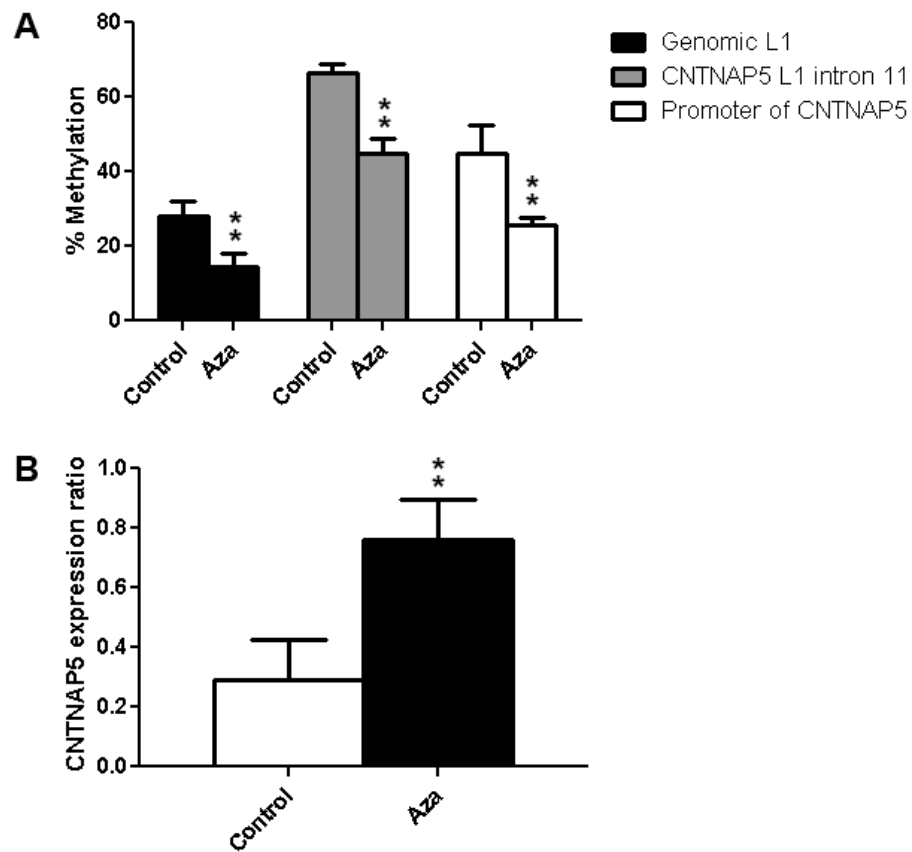 A
80
60
40
20
0
% Methylation
** ** **
Control Aza Control Aza Control Aza
Genomic L1
CNTNAP5 L1 intron 11
Promoter of CNTNAP5
B
1.0
0.8
0.6
0.4
0.2
0.0
CNTNAP5 expression ratio
**
Control Aza